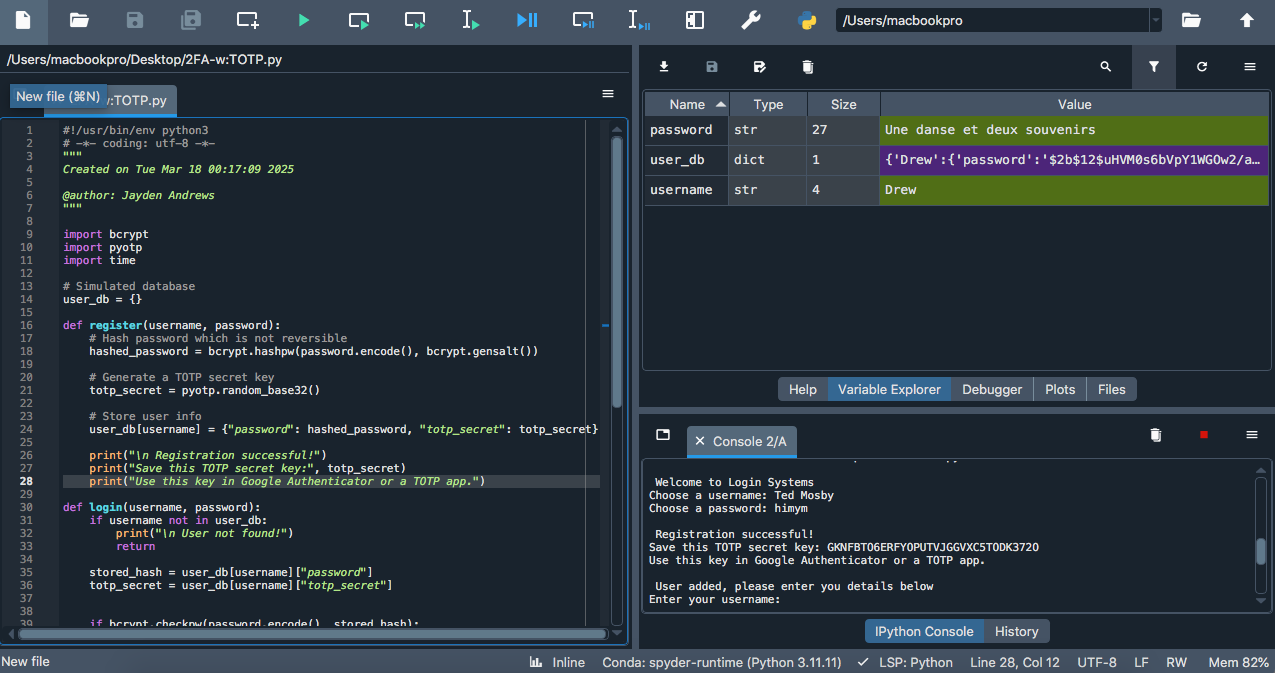 /Users/macbookpro
/Users/macbookpro/Desktop/2FA-w:TOTP.py
New file (⌘N)
w:TOTP.py
1 #!/usr/bin/env python3
2 # -*- coding: utf-8 -*-
3 """
4 Created on Tue Mar 18 00:17:09 2025
5
6 @author: Jayden Andrews
7 """
8
9 import bcrypt
10 import pyotp
11 import time
12
13 # Simulated database
14 user_db = {}
15
16 def register(username, password):
17     # Hash password which is not reversible
18     hashed_password = bcrypt.hashpw(password.encode(), bcrypt.gensalt())
19
20     # Generate a TOTP secret key
21     totp_secret = pyotp.random_base32()
22
23     # Store user info
24     user_db[username] = {"password": hashed_password, "totp_secret": totp_secret}
25
26     print("\n Registration successful!")
27     print("Save this TOTP secret key:", totp_secret)
28     print("Use this key in Google Authenticator or a TOTP app.")
29
30 def login(username, password):
31     if username not in user_db:
32         print("\n User not found!")
33         return
34
35     stored_hash = user_db[username]["password"]
36     totp_secret = user_db[username]["totp_secret"]
37
38
39     if bcrypt.checkpw(password.encode(), stored_hash):
Name Type Size Value
password str 27 Une danse et deux souvenirs
user_db dict 1 {'Drew':{'password':'$2b$12$uHVM0s6bVpY1WGOw2/a…
username str 4 Drew
Help Variable Explorer Debugger Plots Files
Console 2/A
Welcome to Login Systems
Choose a username: Ted Mosby
Choose a password: himym
Registration successful!
Save this TOTP secret key: GKNFBTO6ERFYOPUTVJGGVXC5TODK372O
Use this key in Google Authenticator or a TOTP app.
User added, please enter you details below
Enter your username:
IPython Console History
New file Inline Conda: spyder-runtime (Python 3.11.11) LSP: Python Line 28, Col 12 UTF-8 LF RW Mem 82%